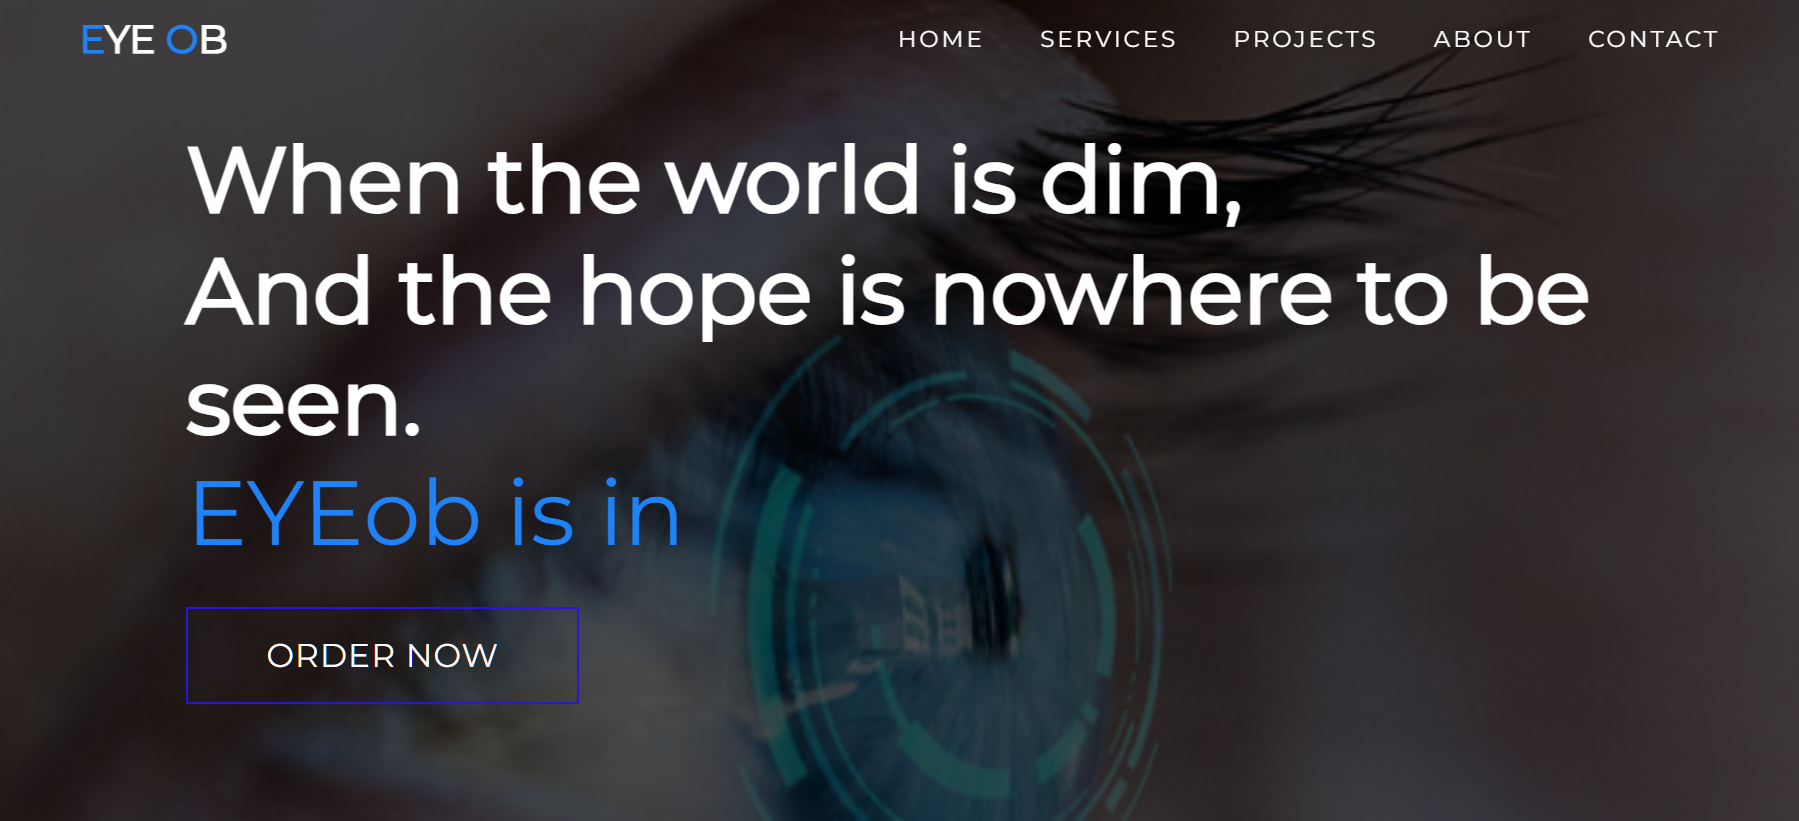 EYE OB
HOME SERVICES PROJECTS ABOUT CONTACT
When the world is dim,
And the hope is nowhere to be
seen.
EYEob is in
ORDER NOW